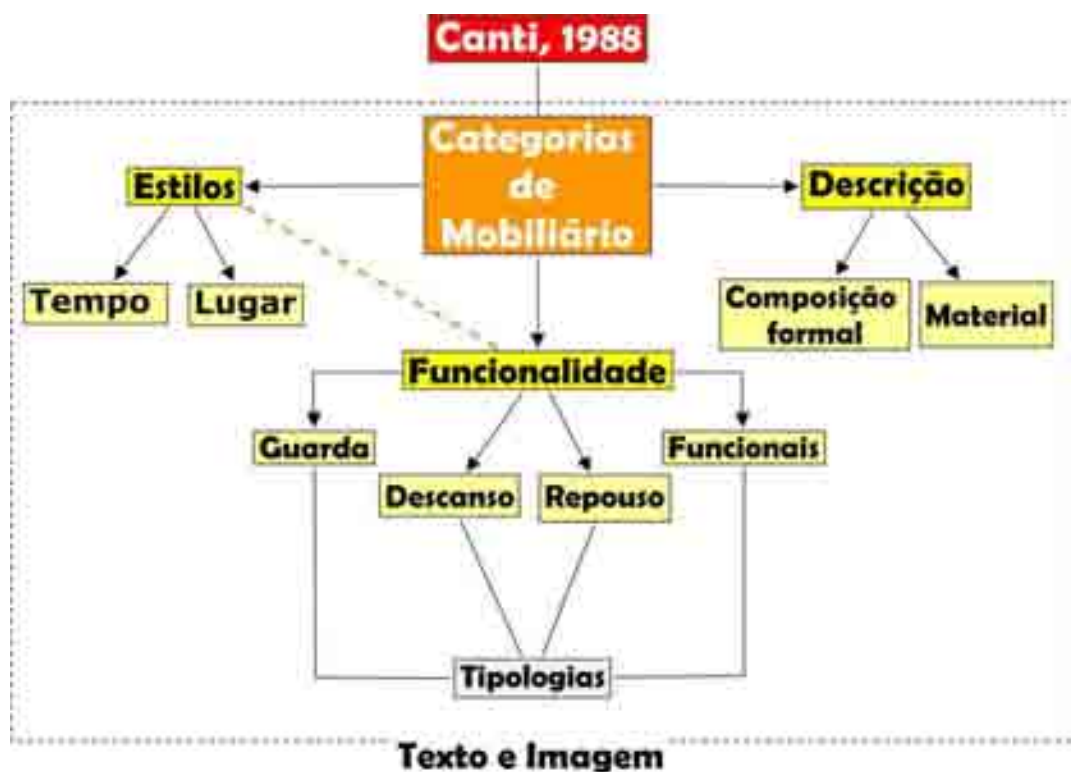 Canti, 1988
Categorias
de
Mobiliário
Estilos
Descrição
Tempo
Lugar
Composição
formal
Material
Funcionalidade
Guarda
Funcionais
Descanso
Repouso
Tipologias
Texto e Imagem